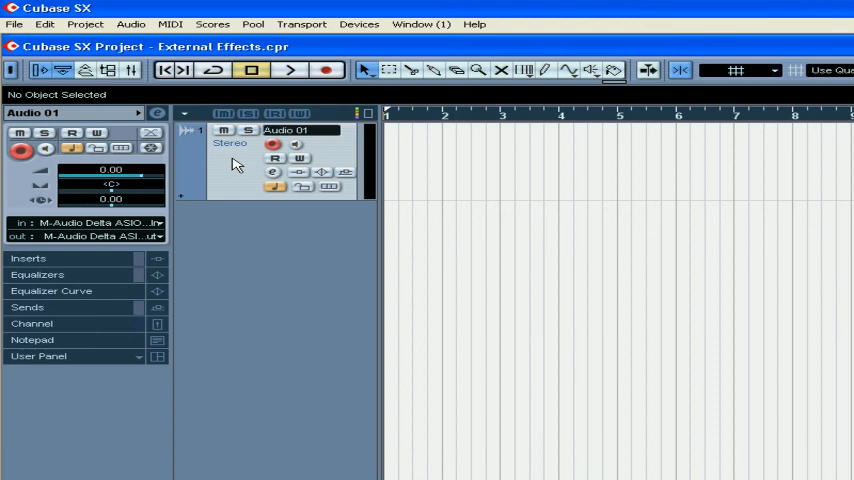 Cubase SX
File Edit Project Audio MIDI Scores Pool Transport Devices Window (1) Help
Cubase SX Project - External Effects.cpr
Use Qua
No Object Selected
Audio 01
m S R W
0.00
<C>
0.00
in : M-Audio Delta ASIO...In
out : M-Audio Delta ASI...ut
Inserts
Equalizers
Equalizer Curve
Sends
Channel
Notepad
User Panel
m S R W
1 m S Audio 01
Stereo
R W
e
1 2 3 4 5 6 7 8 9